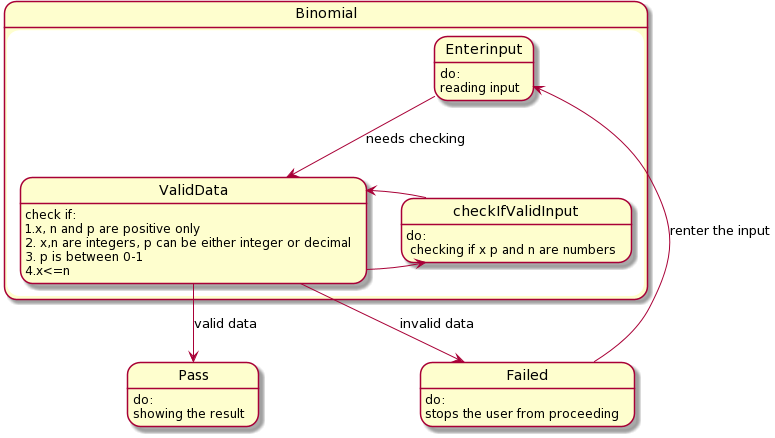 Binomial
Enterinput
do:
reading input
needs checking
ValidData
check if:
1.x, n and p are positive only
2. x,n are integers, p can be either integer or decimal
3. p is between 0-1
4.x<=n
checkIfValidInput
do:
checking if x p and n are numbers
renter the input
valid data
invalid data
Pass
do:
showing the result
Failed
do:
stops the user from proceeding